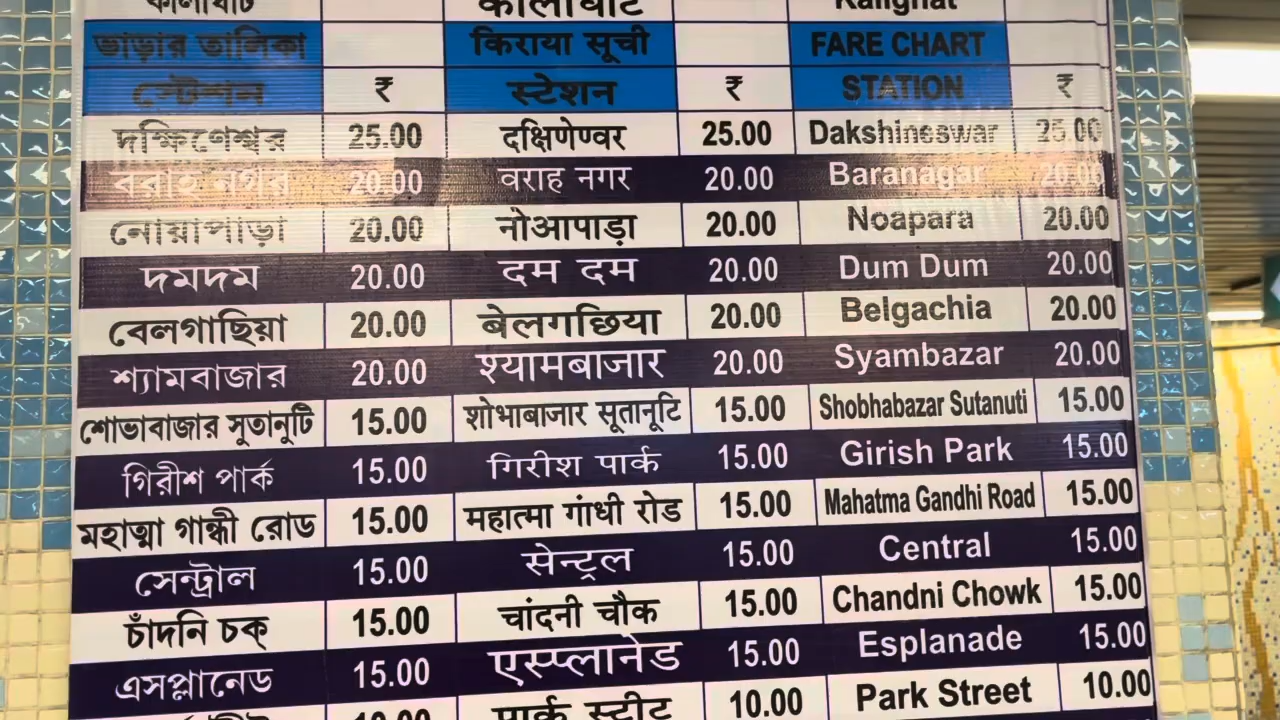 কালীঘাট कालीघाट Kalighat
ভাড়ার তালিকা किराया सूची FARE CHART
স্টেশন ₹ स्टेशन ₹ STATION ₹
দক্ষিণেশ্বর 25.00 दक्षिणेण्वर 25.00 Dakshineswar 25.00
বরাহ নগর 20.00 वराह नगर 20.00 Baranagar 20.00
নোয়াপাড়া 20.00 नोआपाड़ा 20.00 Noapara 20.00
দমদম 20.00 दम दम 20.00 Dum Dum 20.00
বেলগাছিয়া 20.00 बेलगछिया 20.00 Belgachia 20.00
শ্যামবাজার 20.00 श्यामबाजार 20.00 Syambazar 20.00
শোভাবাজার সুতানুটি 15.00 शोभाबाजार सूतानूटि 15.00 Shobhabazar Sutanuti 15.00
গিরীশ পার্ক 15.00 गिरीश पार्क 15.00 Girish Park 15.00
মহাত্মা গান্ধী রোড 15.00 महात्मा गांधी रोड 15.00 Mahatma Gandhi Road 15.00
সেন্ট্রাল 15.00 सेन्ट्रल 15.00 Central 15.00
চাঁদনি চক্ 15.00 चांदनी चौक 15.00 Chandni Chowk 15.00
এসপ্লানেড 15.00 एस्प्लानेड 15.00 Esplanade 15.00
10.00 पार्क स्टीट 10.00 Park Street 10.00